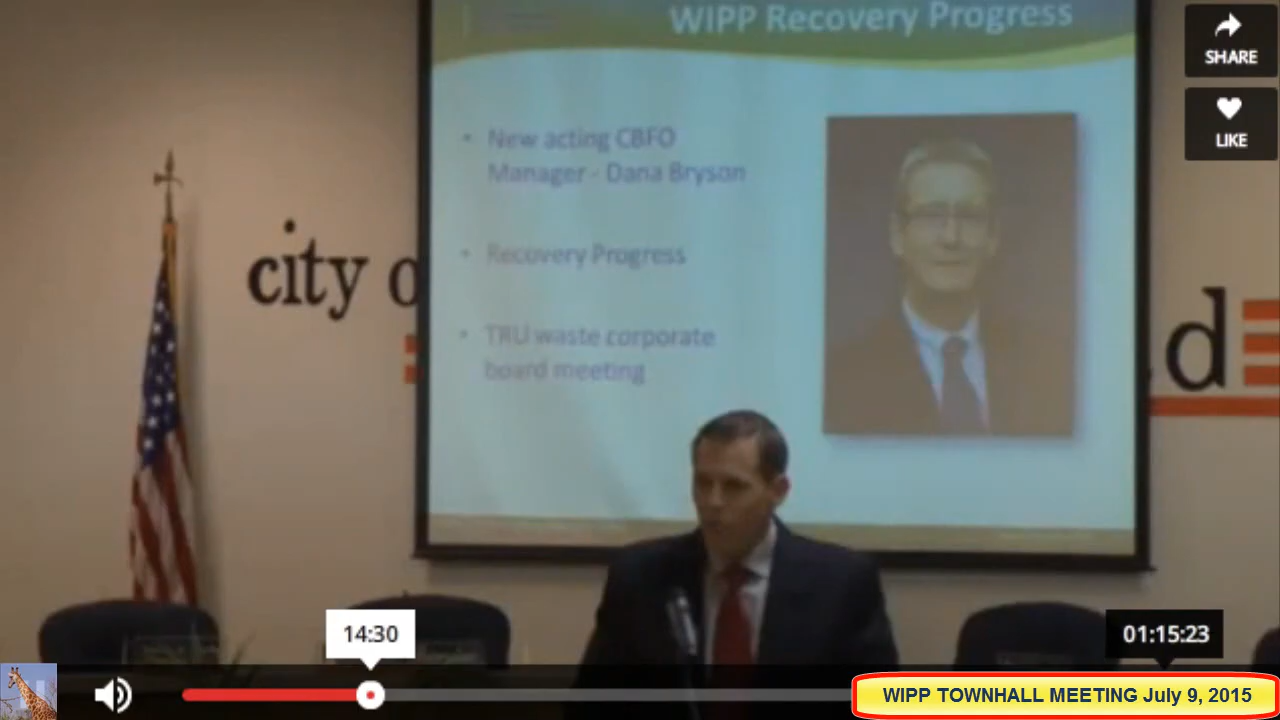 WIPP Recovery Progress
SHARE
LIKE
• New acting CBFO
Manager - Dana Bryson
• Recovery Progress
• TRU waste corporate
board meeting
city o
d
14:30
01:15:23
WIPP TOWNHALL MEETING July 9, 2015